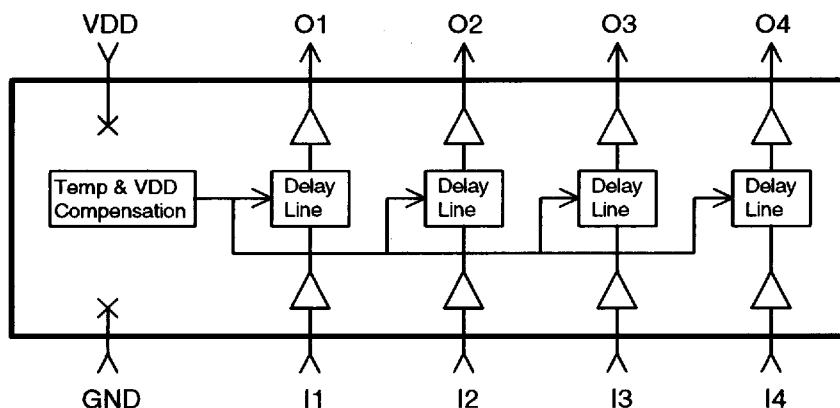 VDD O1 O2 O3 O4
Temp & VDD
Compensation
Delay
Line
Delay
Line
Delay
Line
Delay
Line
GND I1 I2 I3 I4